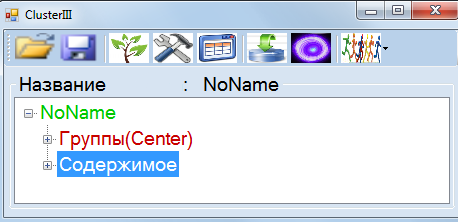 ClusterIII
Название : NoName
NoName
Группы(Center)
Содержимое